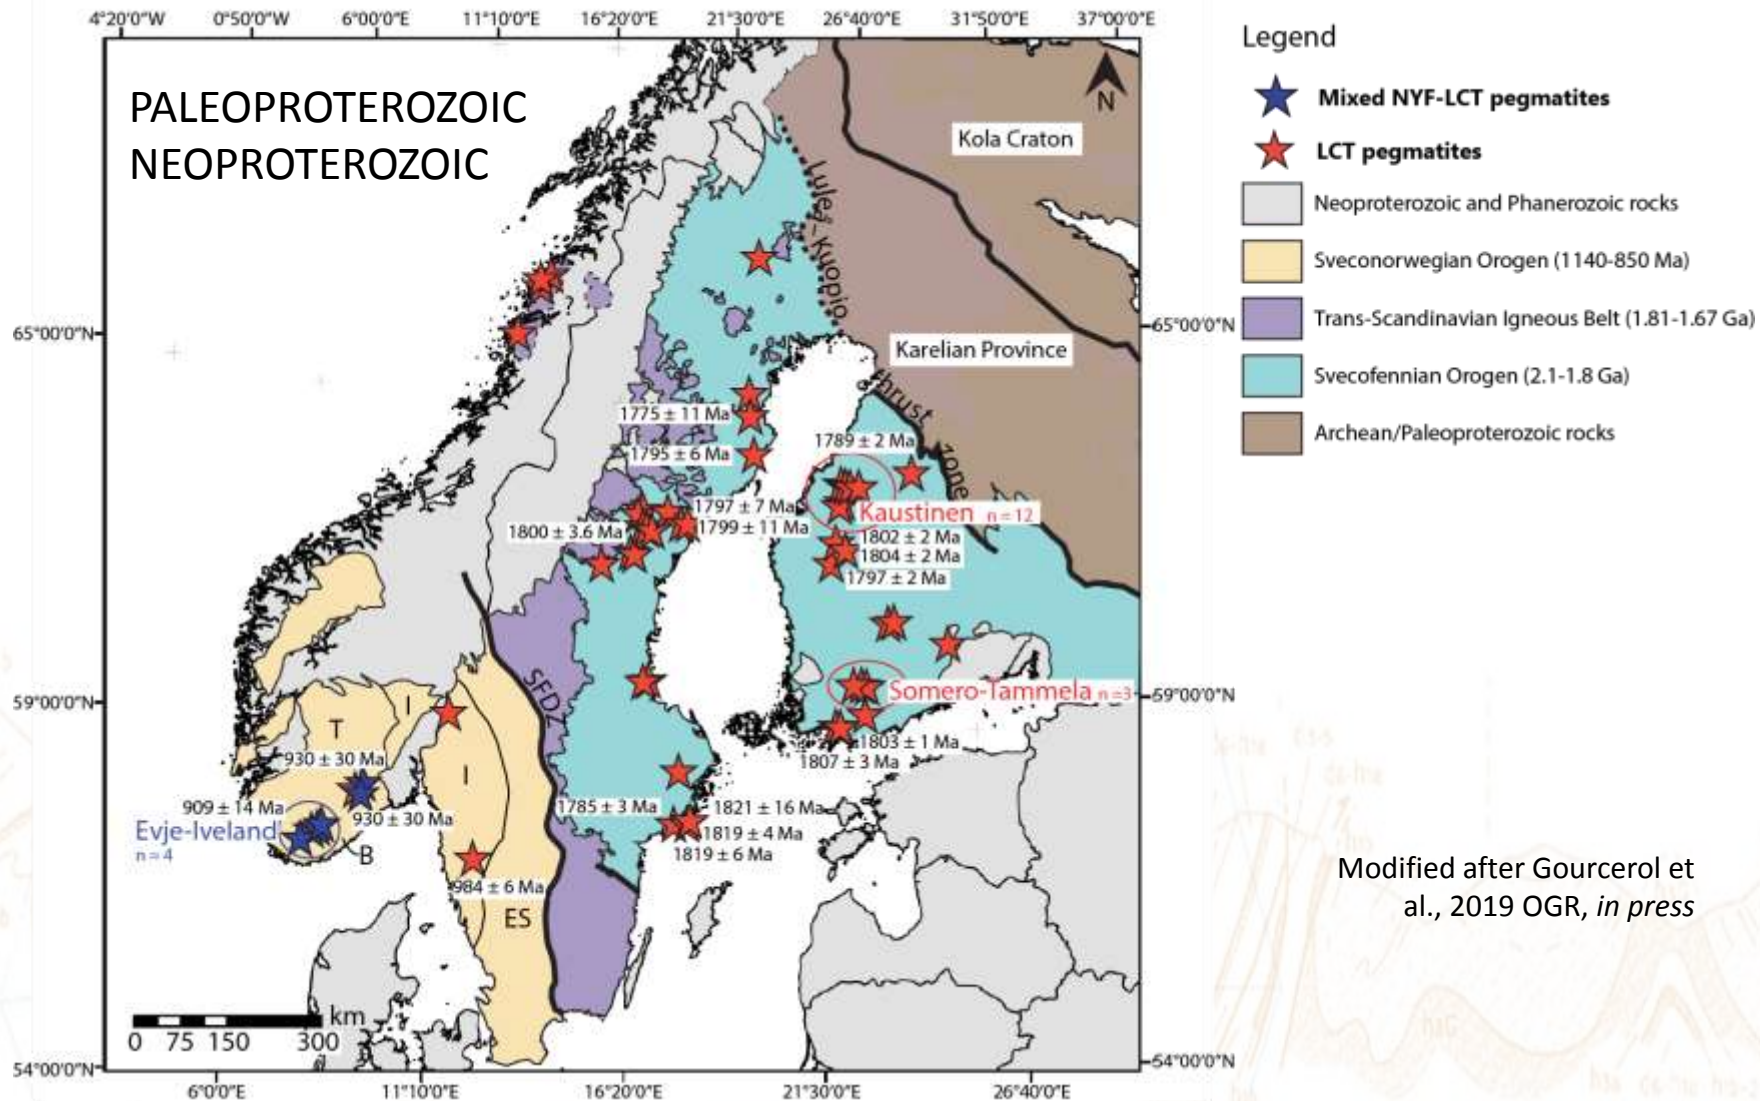 4°20'0"W
0°50'0"W
6°00'0"E
11°10'0"E
16°20'0"E
21°30'0"E
26°40'0"E
31°50'0"E
37°00'0"E
PALEOPROTEROZOIC
NEOPROTEROZOIC
N
Kola Craton
Luleå-Kuopio
thrust
zone
Karelian Province
65°00'0"N
65°00'0"N
1775 ± 11 Ma
1795 ± 6 Ma
1789 ± 2 Ma
Kaustinen n = 12
1797 ± 7 Ma
1799 ± 11 Ma
1800 ± 3.6 Ma
1802 ± 2 Ma
1804 ± 2 Ma
1797 ± 2 Ma
?
SFDZ
59°00'0"N
59°00'0"N
Somero-Tammela n =3
1803 ± 1 Ma
1807 ± 3 Ma
T
I
I
930 ± 30 Ma
909 ± 14 Ma
930 ± 30 Ma
Evje-Iveland
n = 4
B
984 ± 6 Ma
ES
1785 ± 3 Ma
1821 ± 16 Ma
1819 ± 4 Ma
1819 ± 6 Ma
km
0 75 150 300
54°00'0"N
54°00'0"N
6°00'0"E
11°10'0"E
16°20'0"E
21°30'0"E
26°40'0"E
Legend
Mixed NYF-LCT pegmatites
LCT pegmatites
Neoproterozoic and Phanerozoic rocks
Sveconorwegian Orogen (1140-850 Ma)
Trans-Scandinavian Igneous Belt (1.81-1.67 Ga)
Svecofennian Orogen (2.1-1.8 Ga)
Archean/Paleoproterozoic rocks
Modified after Gourcerol et
al., 2019 OGR, in press